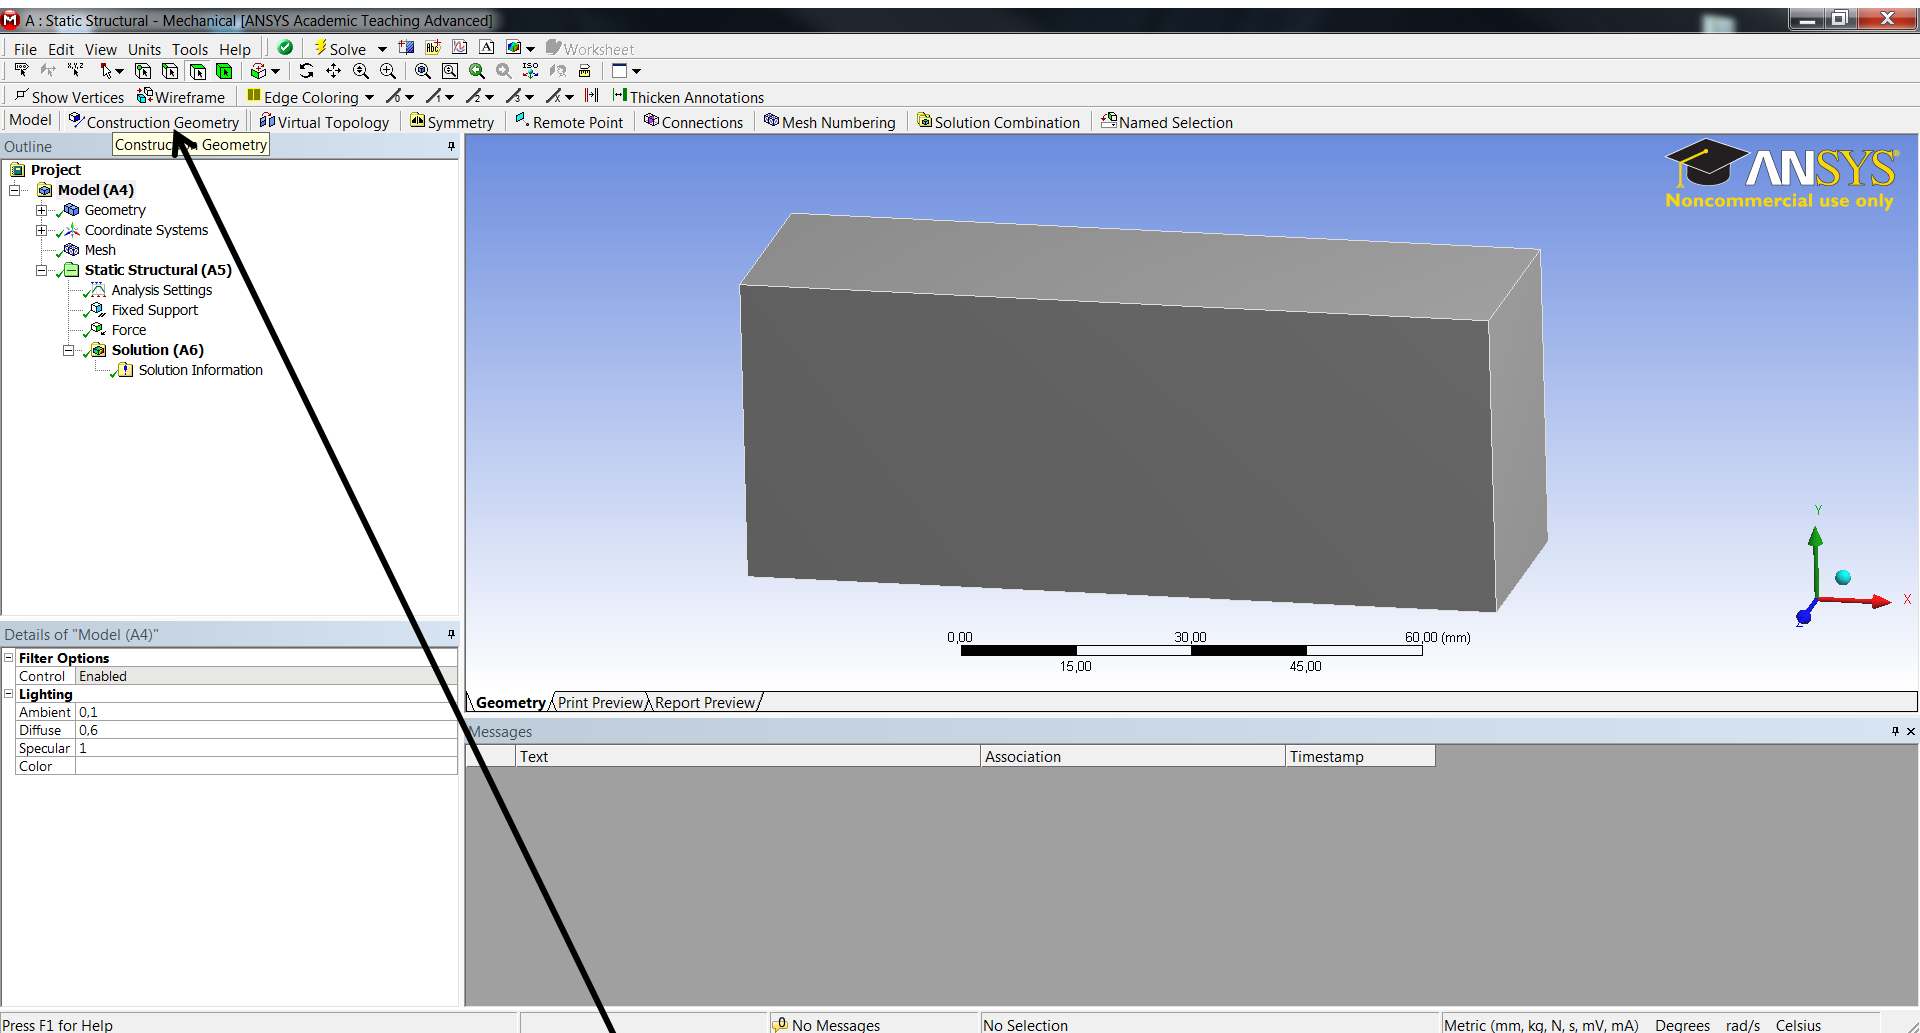 A : Static Structural - Mechanical [ANSYS Academic Teaching Advanced]
File Edit View Units Tools Help Solve Worksheet
Show Vertices Wireframe Edge Coloring Thicken Annotations
Model Construction Geometry Virtual Topology Symmetry Remote Point Connections Mesh Numbering Solution Combination Named Selection
Outline
Construction Geometry
Project
Model (A4)
Geometry
Coordinate Systems
Mesh
Static Structural (A5)
Analysis Settings
Fixed Support
Force
Solution (A6)
Solution Information
ANSYS
Noncommercial use only
Y
X
Z
0,00 30,00 60,00 (mm)
15,00 45,00
Geometry Print Preview Report Preview
Details of "Model (A4)"
Filter Options
Control Enabled
Lighting
Ambient 0,1
Diffuse 0,6
Specular 1
Color
Messages
Text Association Timestamp
Press F1 for Help 0 No Messages No Selection Metric (mm, kg, N, s, mV, mA) Degrees rad/s Celsius